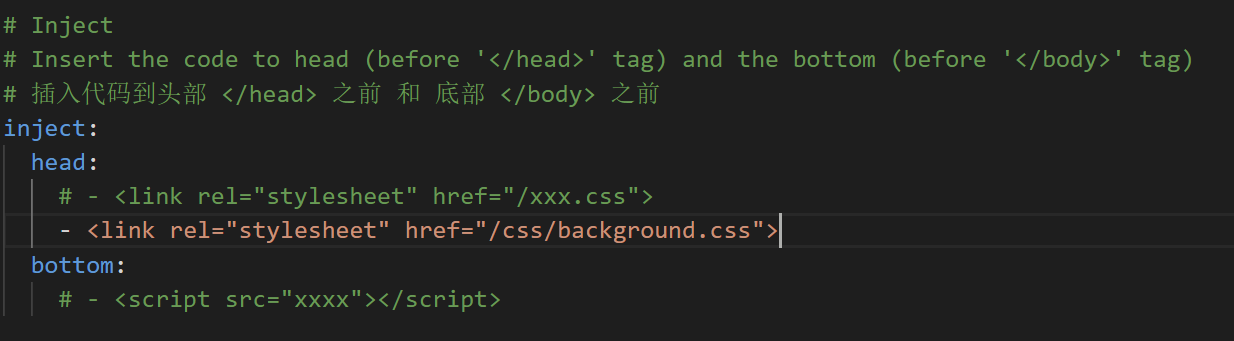 # Inject
# Insert the code to head (before '</head>' tag) and the bottom (before '</body>' tag)
# 插入代码到头部 </head> 之前 和 底部 </body> 之前
inject:
  head:
    # - <link rel="stylesheet" href="/xxx.css">
    - <link rel="stylesheet" href="/css/background.css">
  bottom:
    # - <script src="xxxx"></script>